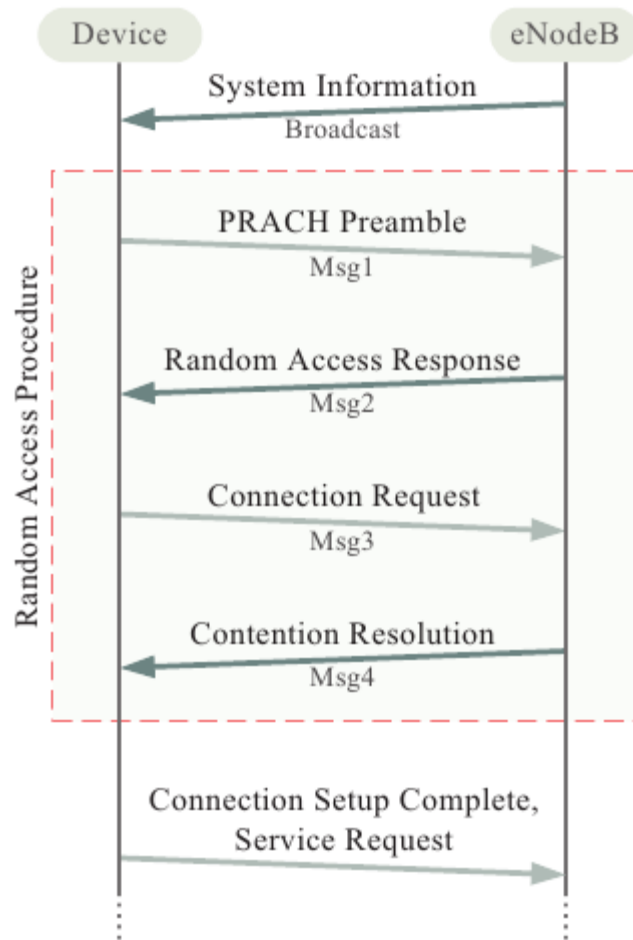 Device
eNodeB
System Information
Broadcast
Random Access Procedure
PRACH Preamble
Msg1
Random Access Response
Msg2
Connection Request
Msg3
Contention Resolution
Msg4
Connection Setup Complete,
Service Request